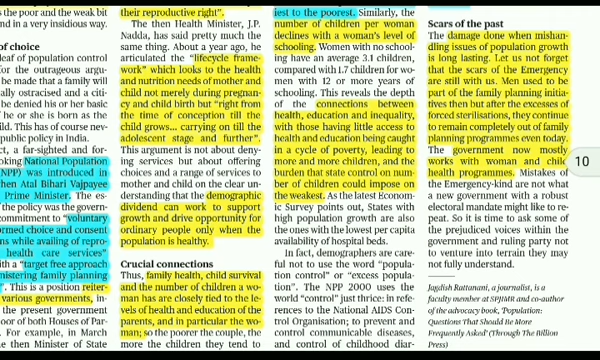 es to the poor and the weak bit
nd in a very insidious way.
of choice
leaf of population control
for the outrageous argu-
be made that a family
ally ostracised and a citi-
be denied his or her basic
if he or she is born as the
ild. This has of course nev-
public policy in India.
ct, a far-sighted and for-
oking National Population
NPP) was introduced in
hen Atal Bihari Vajpayee
Prime Minister. The es-
the policy was the govern-
commitment to "voluntary
ormed choice and consent
ns while availing of repro-
health care services"
with a "target free approach
nistering family planning
". This is a position reiter-
various governments, in-
the present government
oor of both Houses of Par-
. For example, in March
the then Minister of State
their reproductive right".
The then Health Minister, J.P.
Nadda, has said pretty much the
same thing. About a year ago, he
articulated the "lifecycle frame-
work" which looks to the health
and nutrition needs of mother and
child not merely during pregnan-
cy and child birth but "right from
the time of conception till the
child grows... carrying on till the
adolescent stage and further".
This argument is not about deny-
ing services but about offering
choices and a range of services to
mother and child on the clear un-
derstanding that the demographic
dividend can work to support
growth and drive opportunity for
ordinary people only when the
population is healthy.
Crucial connections
Thus, family health, child survival
and the number of children a wo-
man has are closely tied to the le-
vels of health and education of the
parents, and in particular the wo-
man; so the poorer the couple, the
more the children they tend to
iest to the poorest. Similarly, the
number of children per woman
declines with a woman's level of
schooling. Women with no school-
ing have an average 3.1 children,
compared with 1.7 children for wo-
men with 12 or more years of
schooling. This reveals the depth
of the connections between
health, education and inequality,
with those having little access to
health and education being caught
in a cycle of poverty, leading to
more and more children, and the
burden that state control on num-
ber of children could impose on
the weakest. As the latest Econom-
ic Survey points out, States with
high population growth are also
the ones with the lowest per capita
availability of hospital beds.
In fact, demographers are care-
ful not to use the word "popula-
tion control" or "excess popula-
tion". The NPP 2000 uses the
world "control" just thrice: in refe-
rences to the National AIDS Con-
trol Organisation; to prevent and
control communicable diseases,
and control of childhood diar-
Scars of the past
The damage done when mishan-
dling issues of population growth
is long lasting. Let us not forget
that the scars of the Emergency
are still with us. Men used to be
part of the family planning initia-
tives then but after the excesses of
forced sterilisations, they continue
to remain completely out of family
planning programmes even today.
The government now mostly
works with woman and child
health programmes. Mistakes of
the Emergency-kind are not what
a new government with a robust
electoral mandate might like to re-
peat. So it is time to ask some of
the prejudiced voices within the
government and ruling party not
to venture into terrain they may
not fully understand.
Jagdish Rattanani, a journalist, is a
faculty member at SPJIMR and co-author
of the advocacy book, 'Population:
Questions That Should Be More
Frequently Asked' (Through The Billion
Press)
10